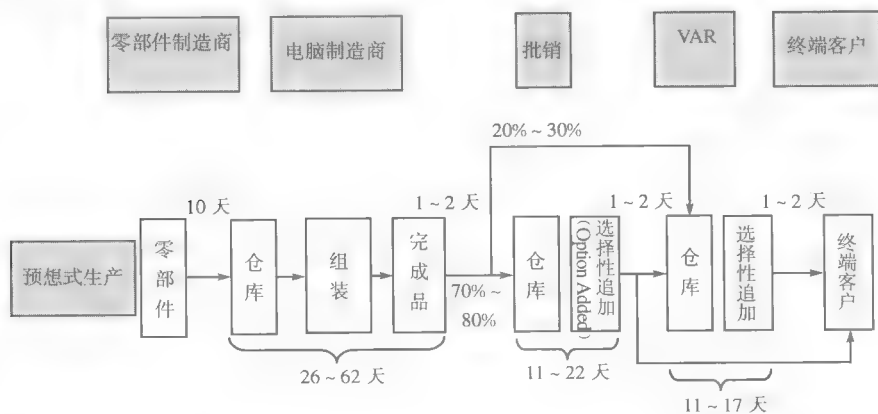 零部件制造商
电脑制造商
批销
VAR
终端客户
20%~30%
10 天
1~2 天
1~2 天
1~2 天
预想式生产
零部件
仓库
组装
完成品
70%~
80%
仓库
选择性追加
(Option Added)
仓库
选择性追加
终端客户
26~62 天
11~22 天
11~17 天